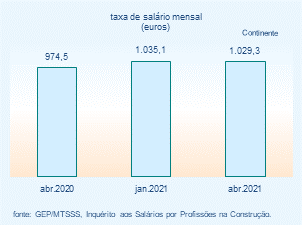 taxa de salário mensal
(euros)
Continente
974,5
1.035,1
1.029,3
abr.2020
jan.2021
abr.2021
fonte: GEP/MTSSS, Inquérito aos Salários por Profissões na Construção.